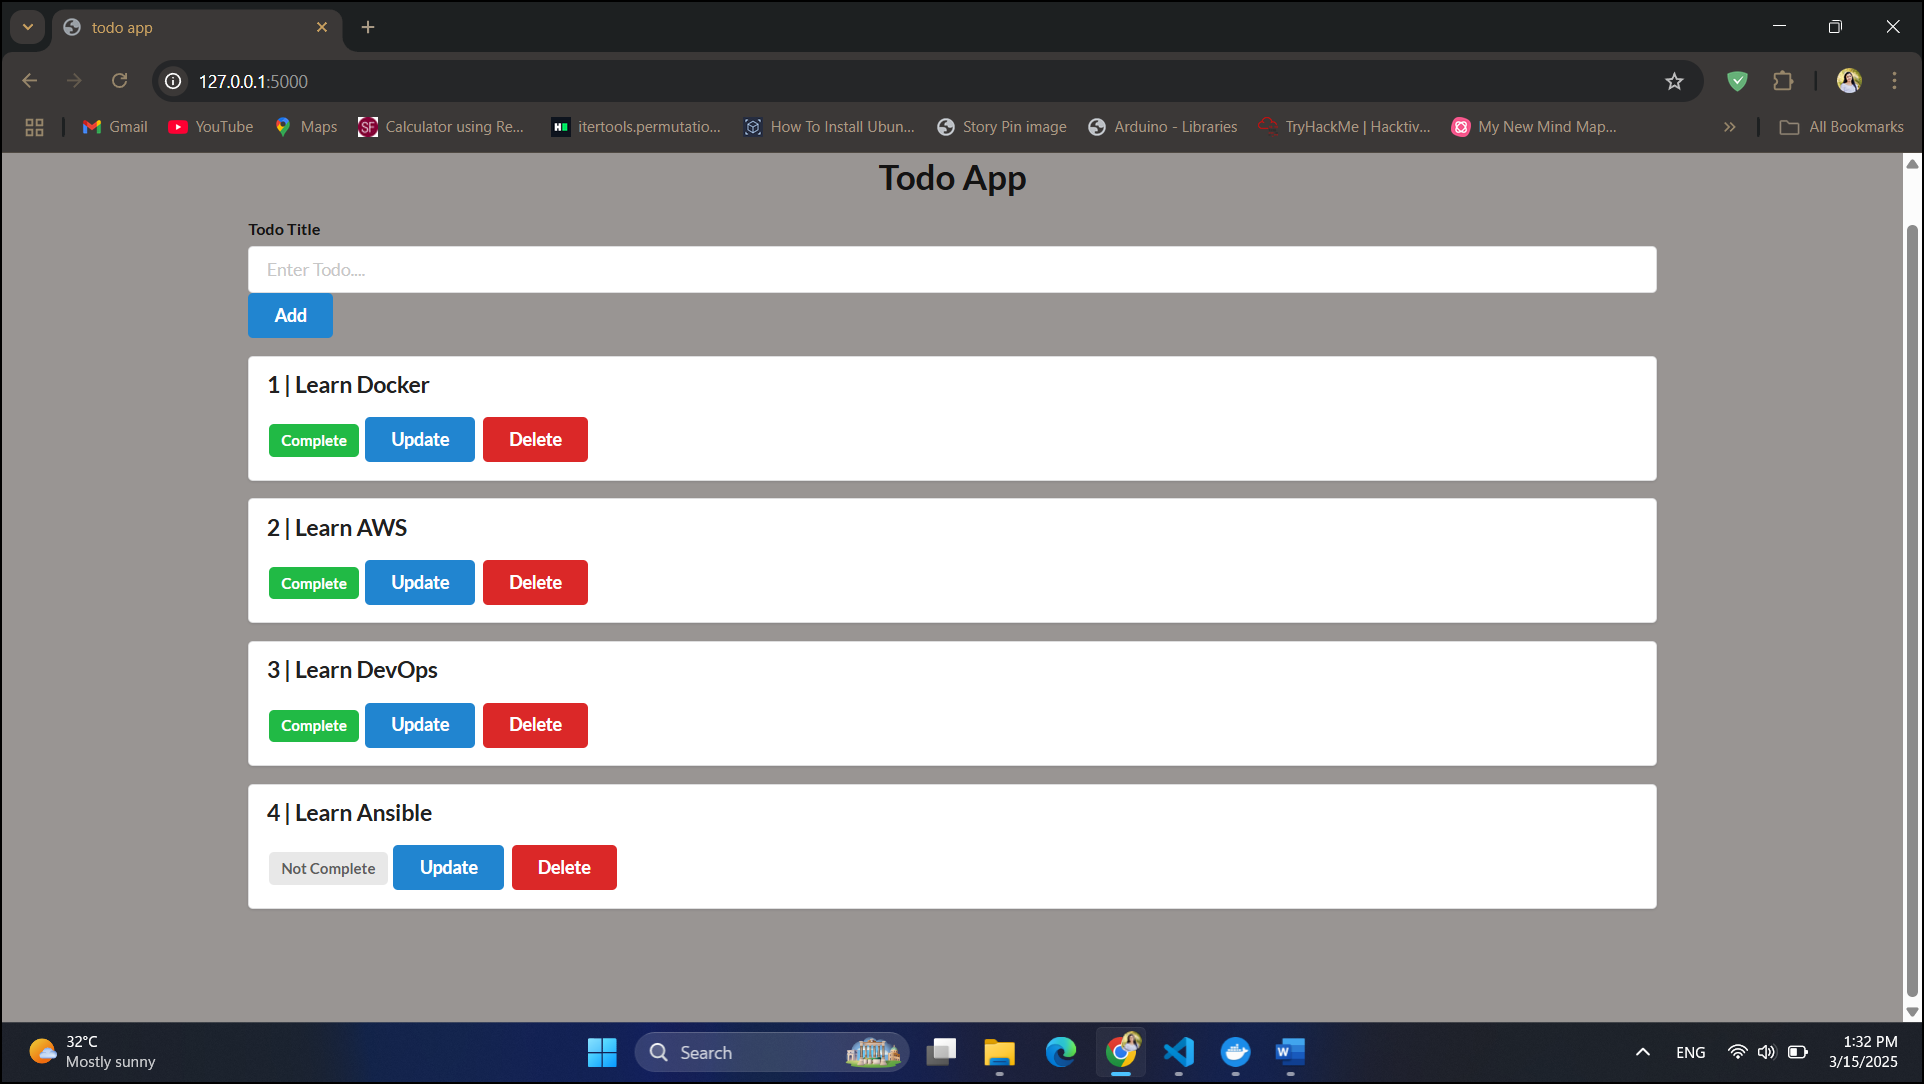 todo app
127.0.0.1:5000
Gmail YouTube Maps SF Calculator using Re... itertools.permutatio... How To Install Ubun... Story Pin image Arduino - Libraries TryHackMe | Hacktiv... My New Mind Map... » All Bookmarks
Todo App
Todo Title
Enter Todo....
Add
1 | Learn Docker
Complete Update Delete
2 | Learn AWS
Complete Update Delete
3 | Learn DevOps
Complete Update Delete
4 | Learn Ansible
Not Complete Update Delete
32°C
Mostly sunny
Search
ENG
1:32 PM
3/15/2025